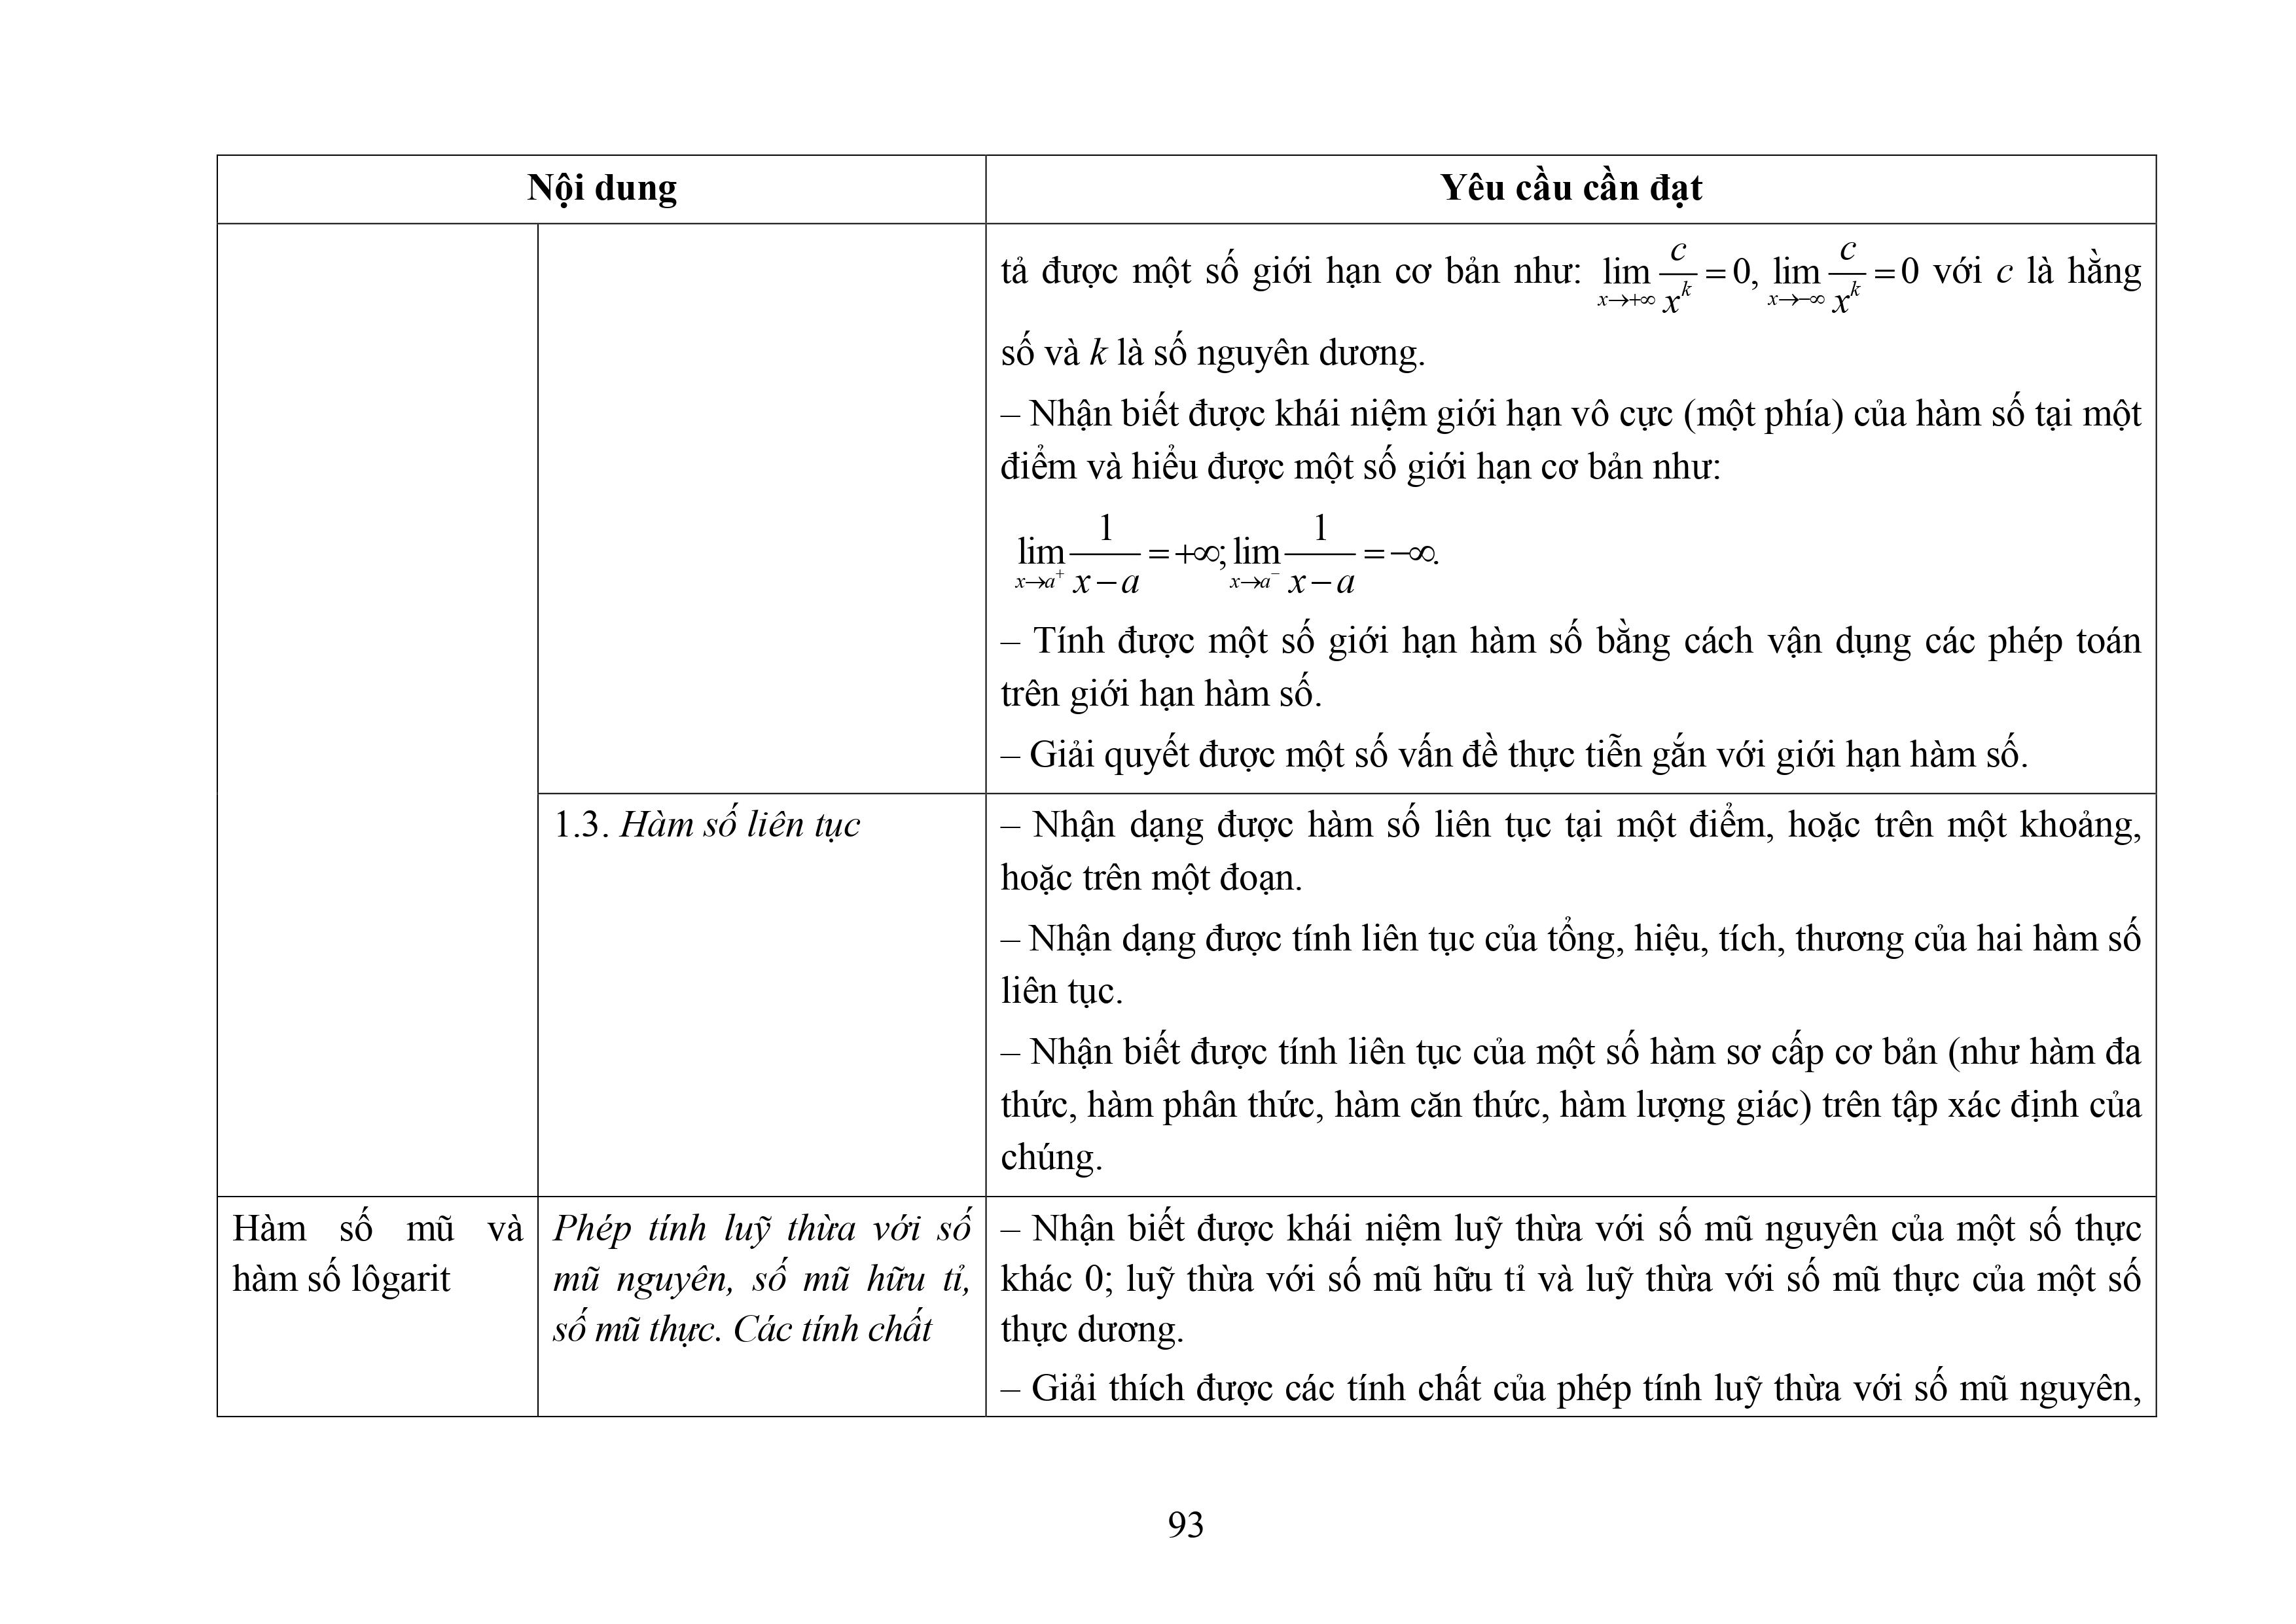 Nội dung
Yêu cầu cần đạt
tả được một số giới hạn cơ bản như: $\lim_{x \to +\infty} \frac{c}{x^k} = 0, \lim_{x \to -\infty} \frac{c}{x^k} = 0$ với c là hằng
số và k là số nguyên dương.
– Nhận biết được khái niệm giới hạn vô cực (một phía) của hàm số tại một
điểm và hiểu được một số giới hạn cơ bản như:
$\lim_{x \to a^+} \frac{1}{x-a} = +\infty; \lim_{x \to a^-} \frac{1}{x-a} = -\infty.$
– Tính được một số giới hạn hàm số bằng cách vận dụng các phép toán
trên giới hạn hàm số.
– Giải quyết được một số vấn đề thực tiễn gắn với giới hạn hàm số.
1.3. Hàm số liên tục
– Nhận dạng được hàm số liên tục tại một điểm, hoặc trên một khoảng,
hoặc trên một đoạn.
– Nhận dạng được tính liên tục của tổng, hiệu, tích, thương của hai hàm số
liên tục.
– Nhận biết được tính liên tục của một số hàm sơ cấp cơ bản (như hàm đa
thức, hàm phân thức, hàm căn thức, hàm lượng giác) trên tập xác định của
chúng.
Hàm số mũ và
hàm số lôgarit
Phép tính luỹ thừa với số
mũ nguyên, số mũ hữu tỉ,
số mũ thực. Các tính chất
– Nhận biết được khái niệm luỹ thừa với số mũ nguyên của một số thực
khác 0; luỹ thừa với số mũ hữu tỉ và luỹ thừa với số mũ thực của một số
thực dương.
– Giải thích được các tính chất của phép tính luỹ thừa với số mũ nguyên,
93